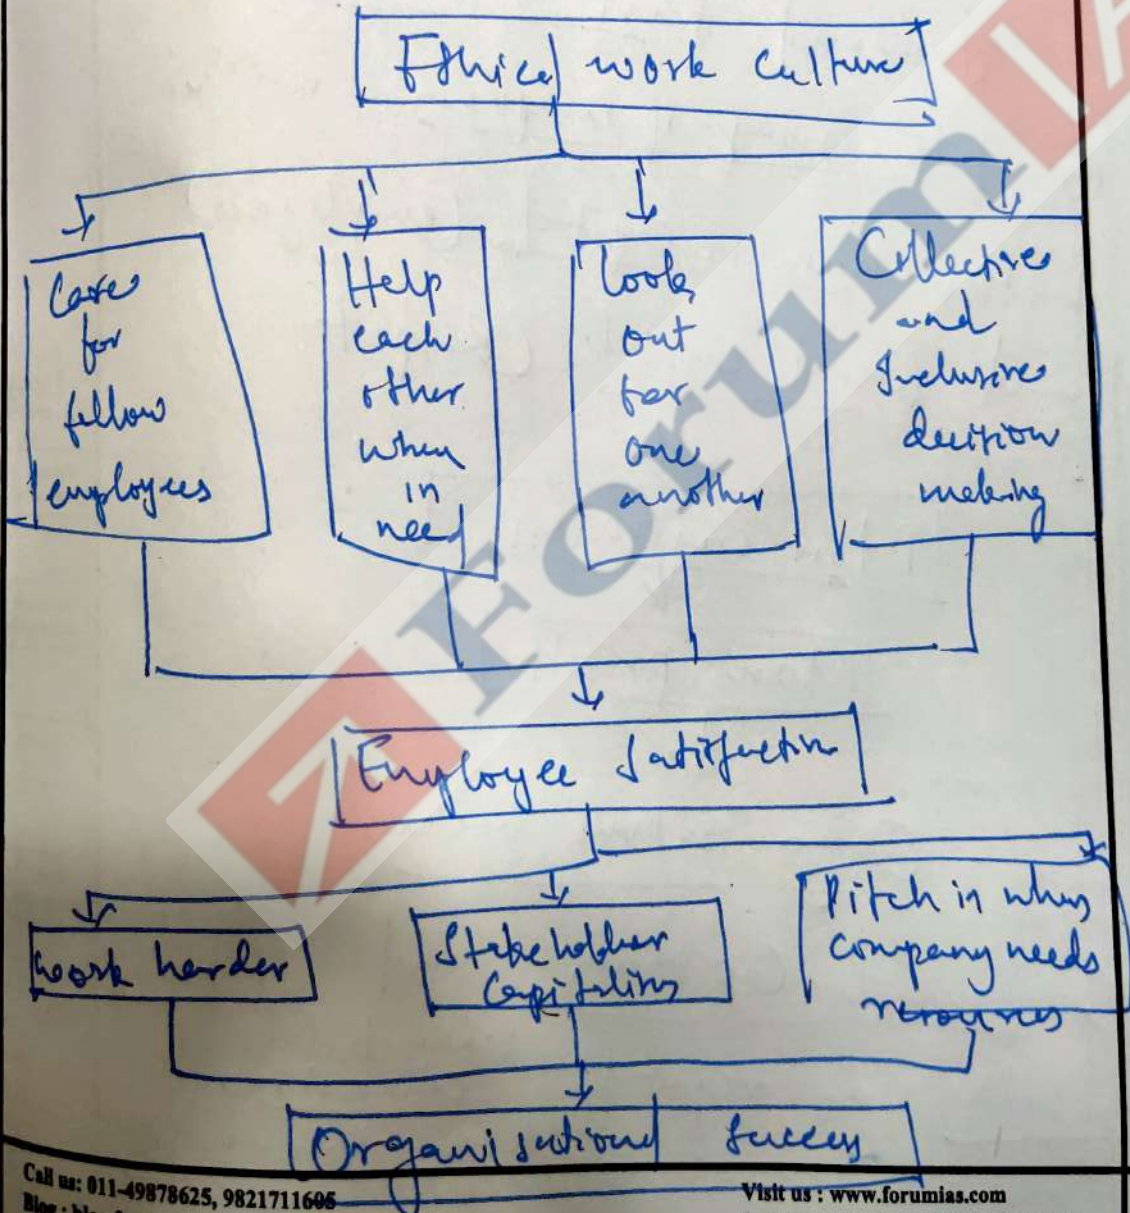 Ethical work culture
Care
for
fellow
employees
Help
each
other
when
in
need
Look
out
for
one
another
Collective
and
Inclusive
decision
making
Employee satisfaction
work harder
Stakeholder
Capitalism
Pitch in when
company needs
resources
Organisational success
ForumIA
Call us: 011-49878625, 9821711605
Visit us : www.forumias.com
Blog :